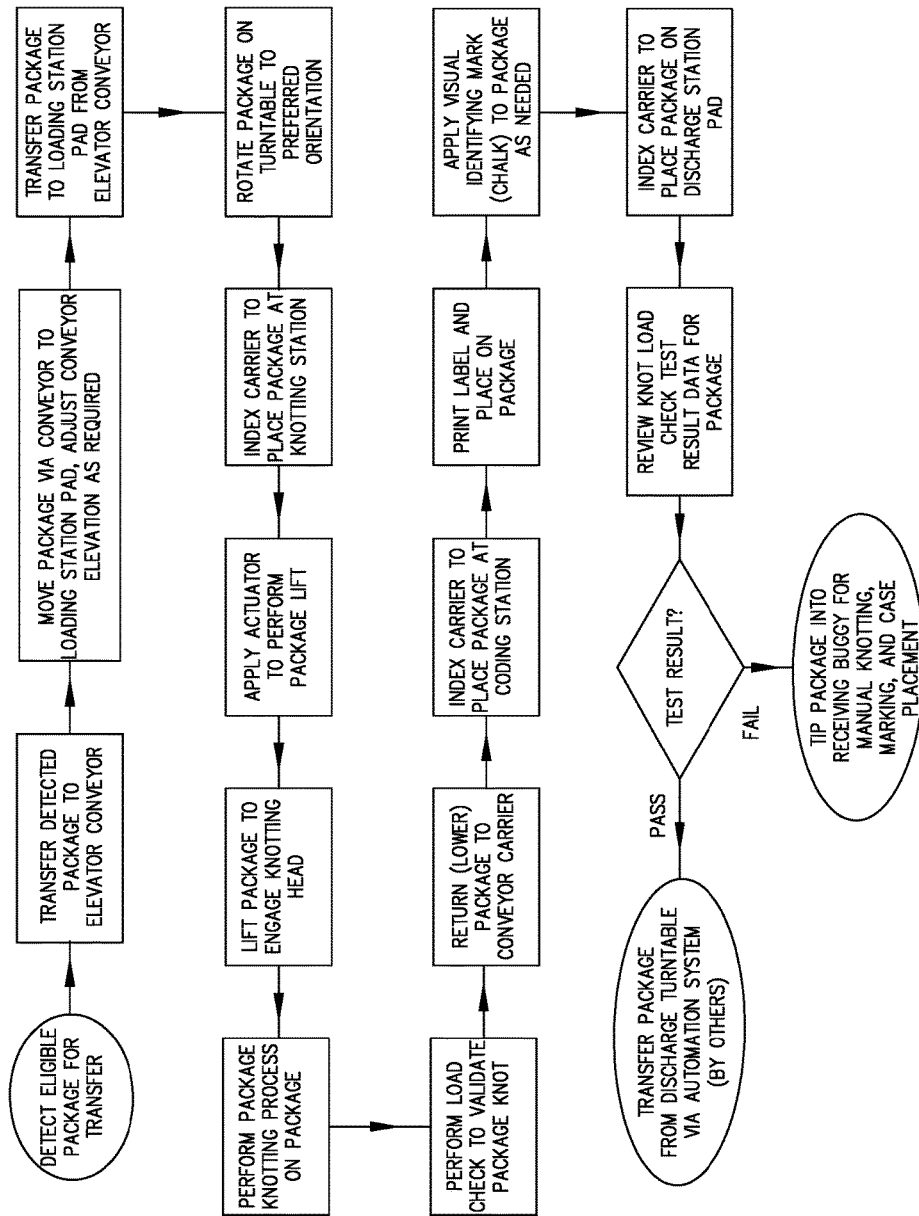 DETECT ELIGIBLE
PACKAGE FOR
TRANSFER
TRANSFER DETECTED
PACKAGE TO
ELEVATOR CONVEYOR
MOVE PACKAGE VIA CONVEYOR TO
LOADING STATION PAD, ADJUST CONVEYOR
ELEVATION AS REQUIRED
TRANSFER PACKAGE
TO LOADING STATION
PAD FROM
ELEVATOR CONVEYOR
ROTATE PACKAGE ON
TURNTABLE TO
PREFERRED
ORIENTATION
INDEX CARRIER TO
PLACE PACKAGE AT
KNOTTING STATION
APPLY ACTUATOR
TO PERFORM
PACKAGE LIFT
LIFT PACKAGE TO
ENGAGE KNOTTING
HEAD
PERFORM PACKAGE
KNOTTING PROCESS
ON PACKAGE
PERFORM LOAD
CHECK TO VALIDATE
PACKAGE KNOT
RETURN (LOWER)
PACKAGE TO
CONVEYOR CARRIER
INDEX CARRIER TO
PLACE PACKAGE AT
CODING STATION
PRINT LABEL AND
PLACE ON
PACKAGE
APPLY VISUAL
IDENTIFYING MARK
(CHALK) TO PACKAGE
AS NEEDED
INDEX CARRIER TO
PLACE PACKAGE ON
DISCHARGE STATION
PAD
REVIEW KNOT LOAD
CHECK TEST
RESULT DATA FOR
PACKAGE
TEST RESULT?
PASS
TRANSFER PACKAGE
FROM DISCHARGE TURNTABLE
VIA AUTOMATION SYSTEM
(BY OTHERS)
FAIL
TIP PACKAGE INTO
RECEIVING BUGGY FOR
MANUAL KNOTTING,
MARKING, AND CASE
PLACEMENT